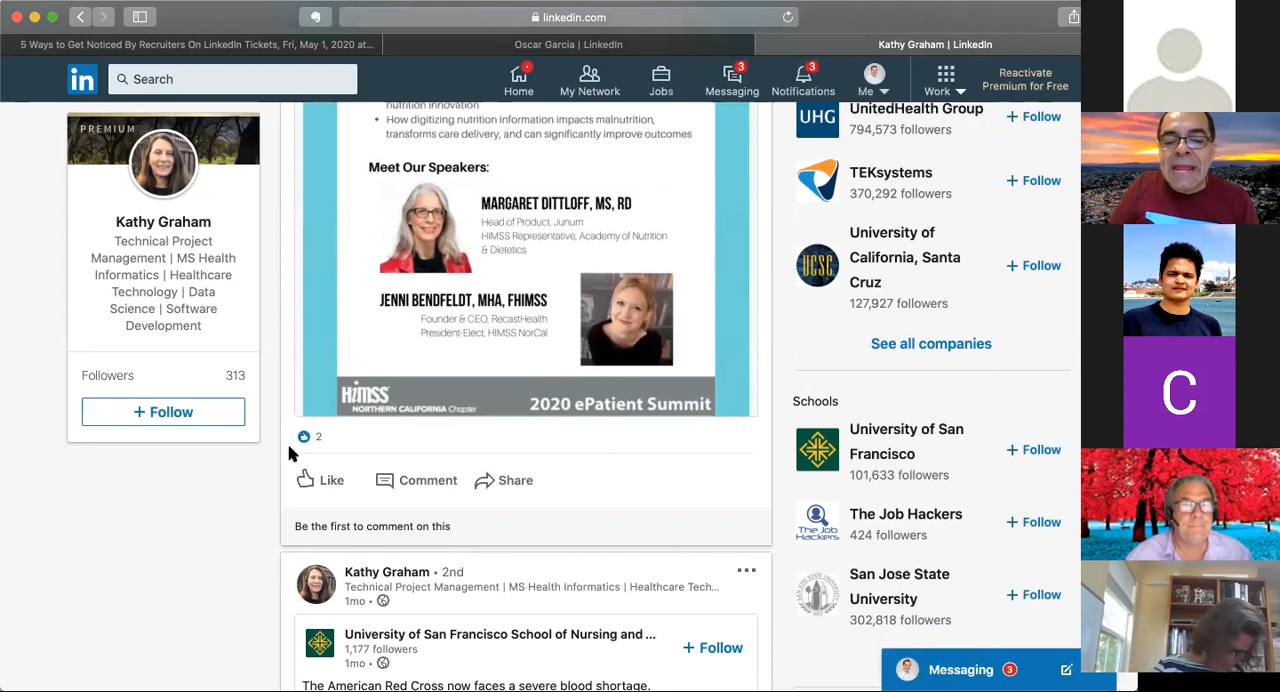 linkedin.com
5 Ways to Get Noticed By Recruiters On LinkedIn Tickets, Fri, May 1, 2020 at...
Oscar Garcia | LinkedIn
Kathy Graham | LinkedIn
in
Search
Home
My Network
Jobs
3
Messaging
3
Notifications
Me
Work
Reactivate
Premium for Free
PREMIUM
Kathy Graham
Technical Project
Management | MS Health
Informatics | Healthcare
Technology | Data
Science | Software
Development
Followers 313
+ Follow
nutrition innovation
• How digitizing nutrition information impacts malnutrition,
transforms care delivery, and can significantly improve outcomes
Meet Our Speakers:
MARGARET DITTLOFF, MS, RD
Head of Product, Junum
HIMSS Representative, Academy of Nutrition
& Dietetics
JENNI BENDFELDT, MHA, FHIMSS
Founder & CEO, RecastHealth
President-Elect, HIMSS NorCal
HiMSS
NORTHERN CALIFORNIA Chapter
2020 ePatient Summit
2
Like Comment Share
Be the first to comment on this
Kathy Graham • 2nd
Technical Project Management | MS Health Informatics | Healthcare Tech...
1mo •
University of San Francisco School of Nursing and ...
1,177 followers
1mo •
+ Follow
The American Red Cross now faces a severe blood shortage.
UHG
UnitedHealth Group
794,573 followers
+ Follow
TEKsystems
370,292 followers
+ Follow
UCSC
University of
California, Santa
Cruz
127,927 followers
+ Follow
See all companies
Schools
University of San
Francisco
101,633 followers
+ Follow
The Job
Hackers
The Job Hackers
424 followers
+ Follow
San Jose State
University
302,818 followers
+ Follow
Messaging 3
C